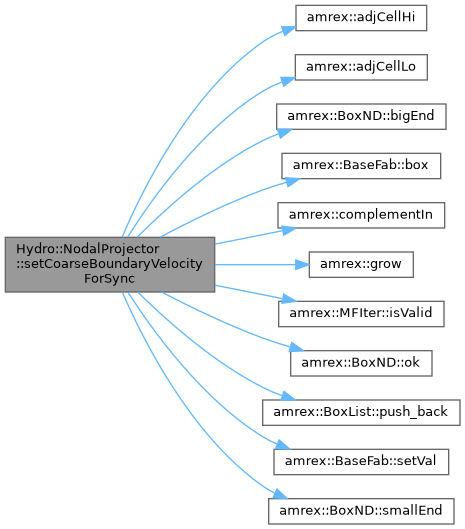 amrex::adjCellHi
amrex::adjCellLo
amrex::BoxND::bigEnd
amrex::BaseFab::box
amrex::complementIn
Hydro::NodalProjector
::setCoarseBoundaryVelocity
ForSync
amrex::grow
amrex::MFIter::isValid
amrex::BoxND::ok
amrex::BoxList::push_back
amrex::BaseFab::setVal
amrex::BoxND::smallEnd